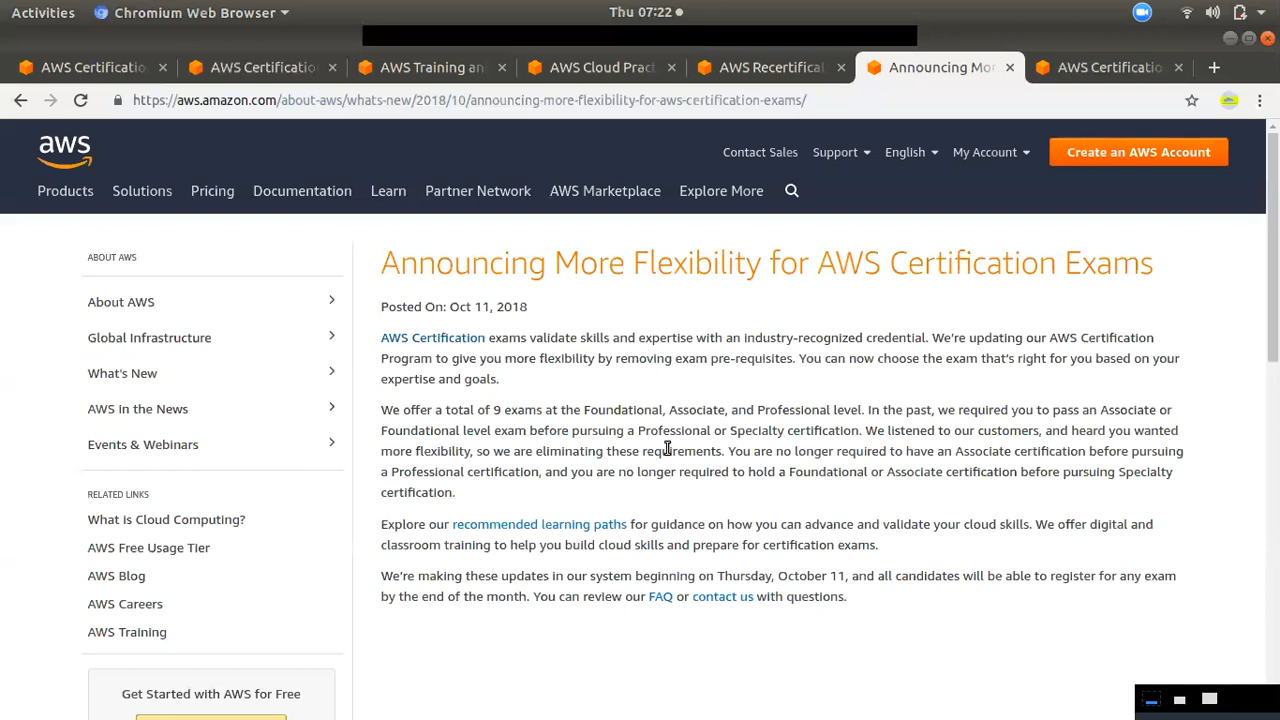 Activities Chromium Web Browser Thu 07:22
AWS Certificatio AWS Certificatio AWS Training an AWS Cloud Pract AWS Recertifical Announcing Mor AWS Certificatio
https://aws.amazon.com/about-aws/whats-new/2018/10/announcing-more-flexibility-for-aws-certification-exams/
aws
Contact Sales Support English My Account Create an AWS Account
Products Solutions Pricing Documentation Learn Partner Network AWS Marketplace Explore More
ABOUT AWS
About AWS
Global Infrastructure
What's New
AWS in the News
Events & Webinars
RELATED LINKS
What is Cloud Computing?
AWS Free Usage Tier
AWS Blog
AWS Careers
AWS Training
Get Started with AWS for Free
Announcing More Flexibility for AWS Certification Exams
Posted On: Oct 11, 2018
AWS Certification exams validate skills and expertise with an industry-recognized credential. We're updating our AWS Certification
Program to give you more flexibility by removing exam pre-requisites. You can now choose the exam that's right for you based on your
expertise and goals.
We offer a total of 9 exams at the Foundational, Associate, and Professional level. In the past, we required you to pass an Associate or
Foundational level exam before pursuing a Professional or Specialty certification. We listened to our customers, and heard you wanted
more flexibility, so we are eliminating these requirements. You are no longer required to have an Associate certification before pursuing
a Professional certification, and you are no longer required to hold a Foundational or Associate certification before pursuing Specialty
certification.
Explore our recommended learning paths for guidance on how you can advance and validate your cloud skills. We offer digital and
classroom training to help you build cloud skills and prepare for certification exams.
We're making these updates in our system beginning on Thursday, October 11, and all candidates will be able to register for any exam
by the end of the month. You can review our FAQ or contact us with questions.